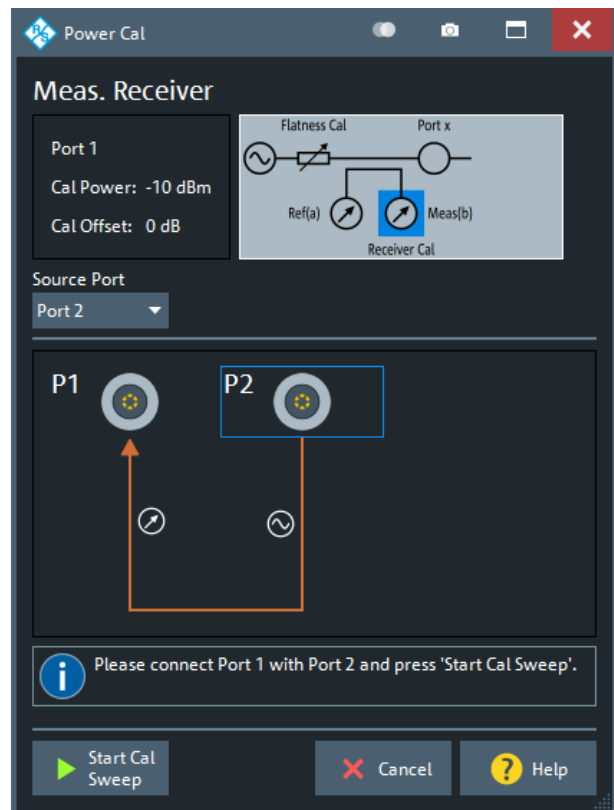 R&S
Power Cal
Meas. Receiver
Port 1
Cal Power: -10 dBm
Cal Offset: 0 dB
Flatness Cal
Port x
Ref(a)
Meas(b)
Receiver Cal
Source Port
Port 2
P1
P2
Please connect Port 1 with Port 2 and press 'Start Cal Sweep'.
Start Cal
Sweep
Cancel
Help